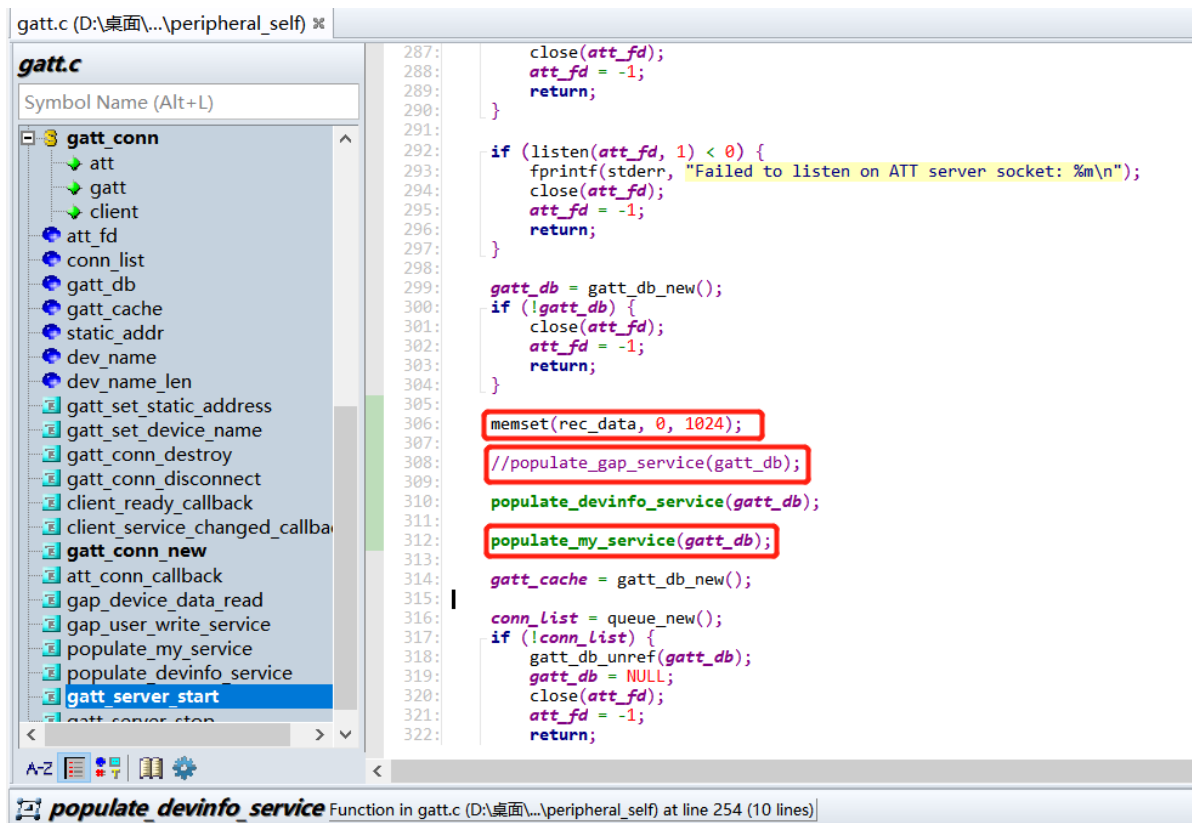 gatt.c (D:\桌面\...\peripheral_self)
gatt.c
Symbol Name (Alt+L)
gatt_conn
att
gatt
client
att_fd
conn_list
gatt_db
gatt_cache
static_addr
dev_name
dev_name_len
gatt_set_static_address
gatt_set_device_name
gatt_conn_destroy
gatt_conn_disconnect
client_ready_callback
client_service_changed_callba
gatt_conn_new
att_conn_callback
gap_device_data_read
gap_user_write_service
populate_my_service
populate_devinfo_service
gatt_server_start
gatt_server_stop
A-Z
287: close(att_fd);
288: att_fd = -1;
289: return;
290: }
291:
292: if (listen(att_fd, 1) < 0) {
293: fprintf(stderr, "Failed to listen on ATT server socket: %m\n");
294: close(att_fd);
295: att_fd = -1;
296: return;
297: }
298:
299: gatt_db = gatt_db_new();
300: if (!gatt_db) {
301: close(att_fd);
302: att_fd = -1;
303: return;
304: }
305:
306: memset(rec_data, 0, 1024);
307:
308: //populate_gap_service(gatt_db);
309:
310: populate_devinfo_service(gatt_db);
311:
312: populate_my_service(gatt_db);
313:
314: gatt_cache = gatt_db_new();
315:
316: conn_list = queue_new();
317: if (!conn_list) {
318: gatt_db_unref(gatt_db);
319: gatt_db = NULL;
320: close(att_fd);
321: att_fd = -1;
322: return;
populate_devinfo_service Function in gatt.c (D:\桌面\...\peripheral_self) at line 254 (10 lines)